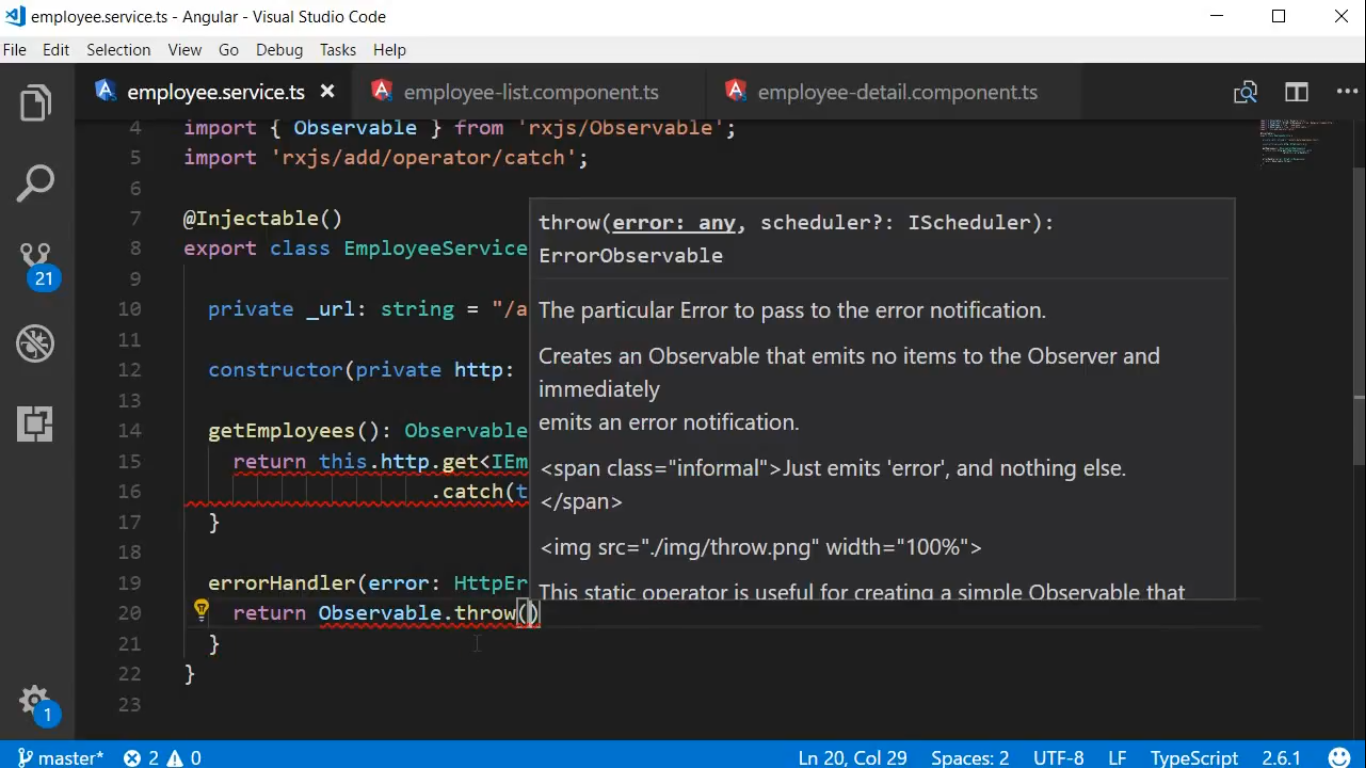 employee.service.ts - Angular - Visual Studio Code
File Edit Selection View Go Debug Tasks Help
employee.service.ts employee-list.component.ts employee-detail.component.ts
4 import { Observable } from 'rxjs/Observable';
5 import 'rxjs/add/operator/catch';
6
7 @Injectable()
8 export class EmployeeService
9
10 private _url: string = "/a
11
12 constructor(private http:
13
14 getEmployees(): Observable
15 return this.http.get<IEm
16 .catch(t
17 }
18
19 errorHandler(error: HttpEr
20 return Observable.throw()
21 }
22 }
23
throw(error: any, scheduler?: IScheduler):
ErrorObservable
The particular Error to pass to the error notification.
Creates an Observable that emits no items to the Observer and
immediately
emits an error notification.
<span class="informal">Just emits 'error', and nothing else.
</span>
<img src="./img/throw.png" width="100%">
This static operator is useful for creating a simple Observable that
21
1
master* 2 0 Ln 20, Col 29 Spaces: 2 UTF-8 LF TypeScript 2.6.1